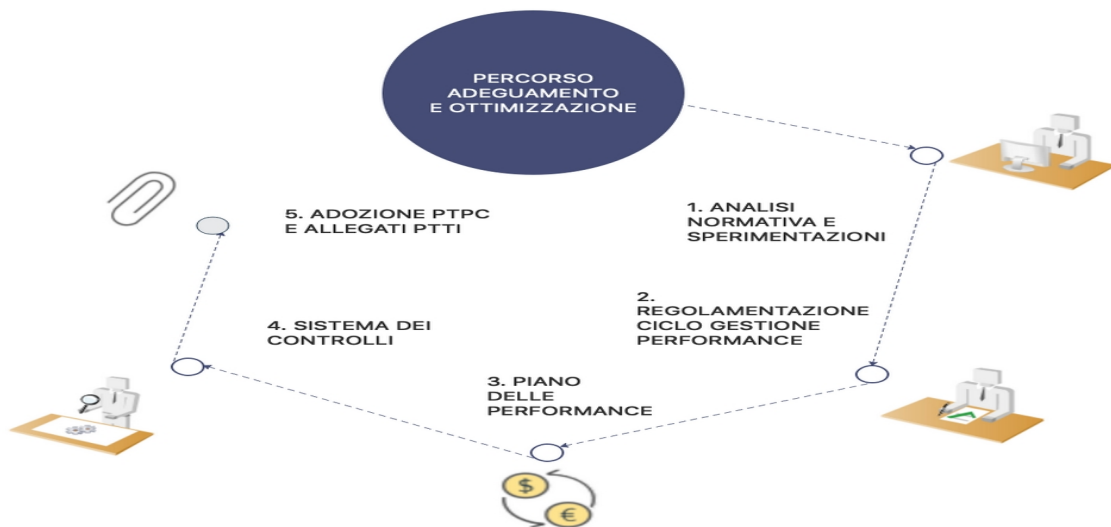 PERCORSO
ADEGUAMENTO
E OTTIMIZZAZIONE
1. ANALISI
NORMATIVA E
SPERIMENTAZIONI
2.
REGOLAMENTAZIONE
CICLO GESTIONE
PERFORMANCE
3. PIANO
DELLE
PERFORMANCE
4. SISTEMA DEI
CONTROLLI
5. ADOZIONE PTPC
E ALLEGATI PTTI
$
€